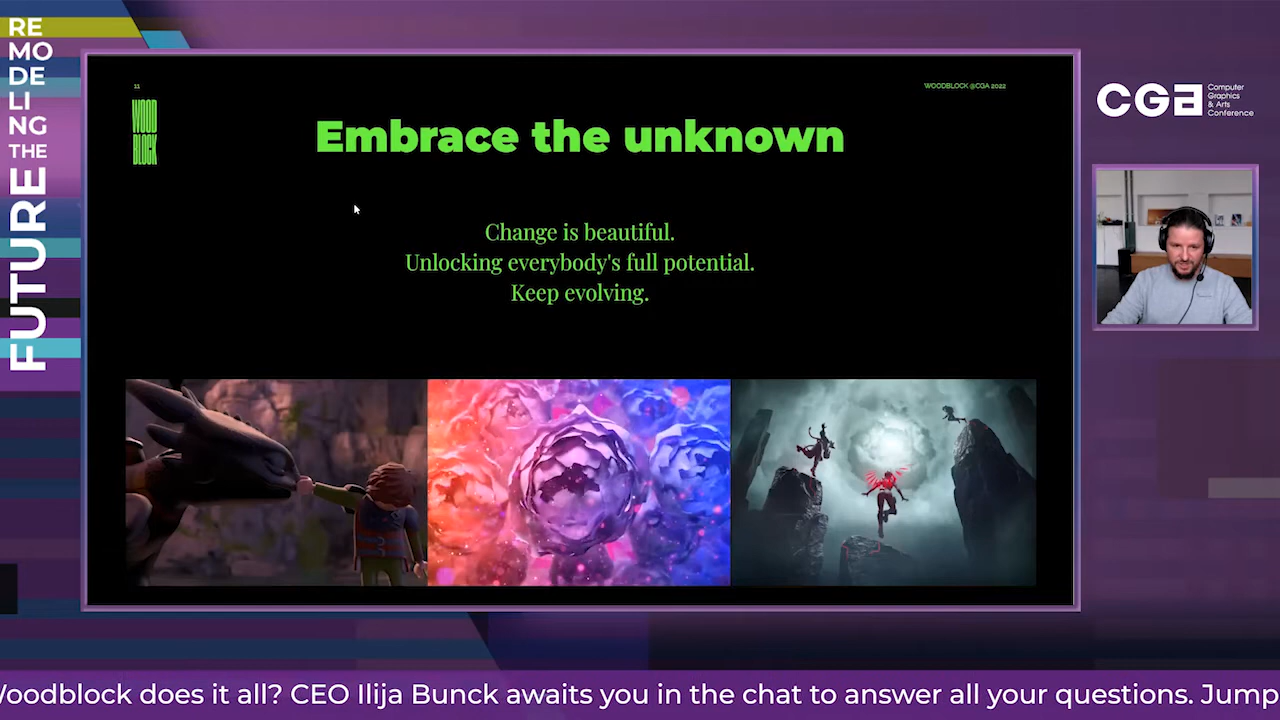 RE
MO
DE
LI
NG
THE
FUTURE
11
WOODBLOCK @CGA 2022
WOOD
BLOCK
Embrace the unknown
Change is beautiful.
Unlocking everybody's full potential.
Keep evolving.
CGA
Computer
Graphics
& Arts
Conference
Woodblock does it all? CEO Ilija Bunck awaits you in the chat to answer all your questions. Jump